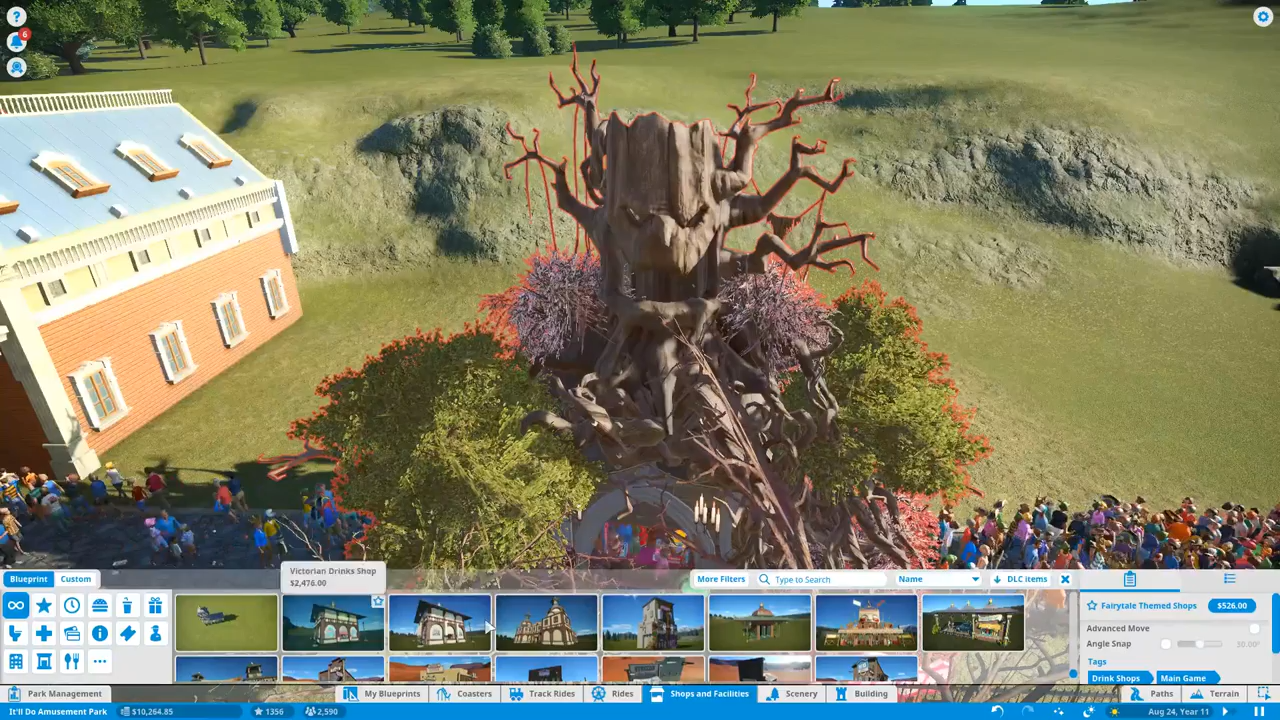 ?
6
Victorian Drinks Shop
$2,476.00
Blueprint
Custom
More Filters
Type to Search
Name
DLC items
Fairytale Themed Shops
$526.00
Advanced Move
Angle Snap
30.00°
Tags
Drink Shops
Main Game
Park Management
My Blueprints
Coasters
Track Rides
Rides
Shops and Facilities
Scenery
Building
Paths
Terrain
It'll Do Amusement Park
$10,264.85
1356
2,590
Aug 24, Year 11